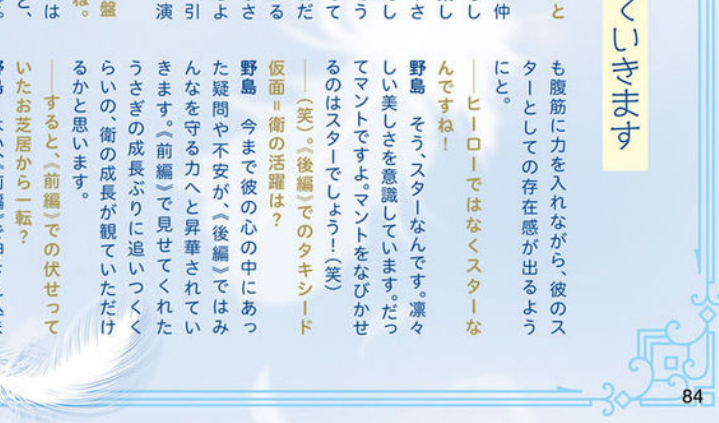 ていきます
も腹筋に力を入れながら、彼のス
ターとしての存在感が出るよう
にと。
──ヒーローではなくスターな
んですね!
野島　そう、スターなんです。凛々
しい美しさを意識しています。だっ
てマントですよ。マントをなびかせ
るのはスターでしょう!(笑)
──(笑)。《後編》でのタキシード
仮面=衛の活躍は?
野島　今まで彼の心の中にあっ
た疑問や不安が、《後編》ではみ
んなを守る力へと昇華されてい
きます。《前編》で見せてくれた
うさぎの成長ぶりに追いつくく
らいの、衛の成長が観ていただけ
るかと思います。
──すると、《前編》での伏せって
いたお芝居から一転?
84